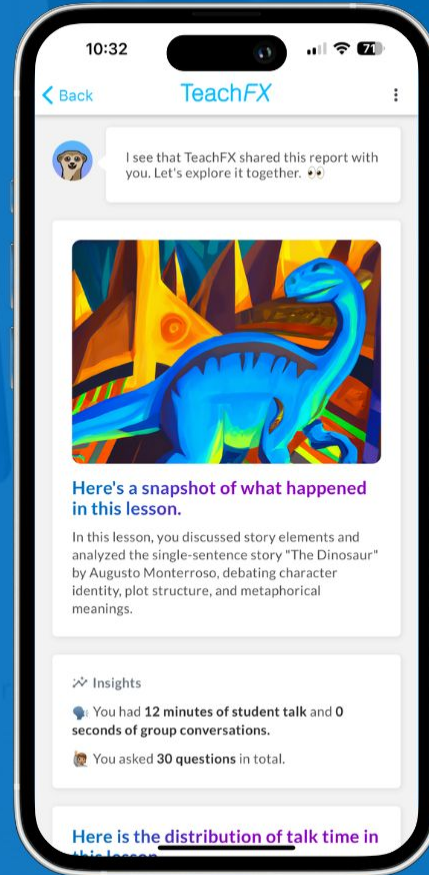 10:32
71
Back
TeachFX
I see that TeachFX shared this report with
you. Let's explore it together. 👀
Here's a snapshot of what happened
in this lesson.
In this lesson, you discussed story elements and
analyzed the single-sentence story "The Dinosaur"
by Augusto Monterroso, debating character
identity, plot structure, and metaphorical
meanings.
Insights
🗣️ You had 12 minutes of student talk and 0
seconds of group conversations.
🙋🏽 You asked 30 questions in total.
Here is the distribution of talk time in
this lesson